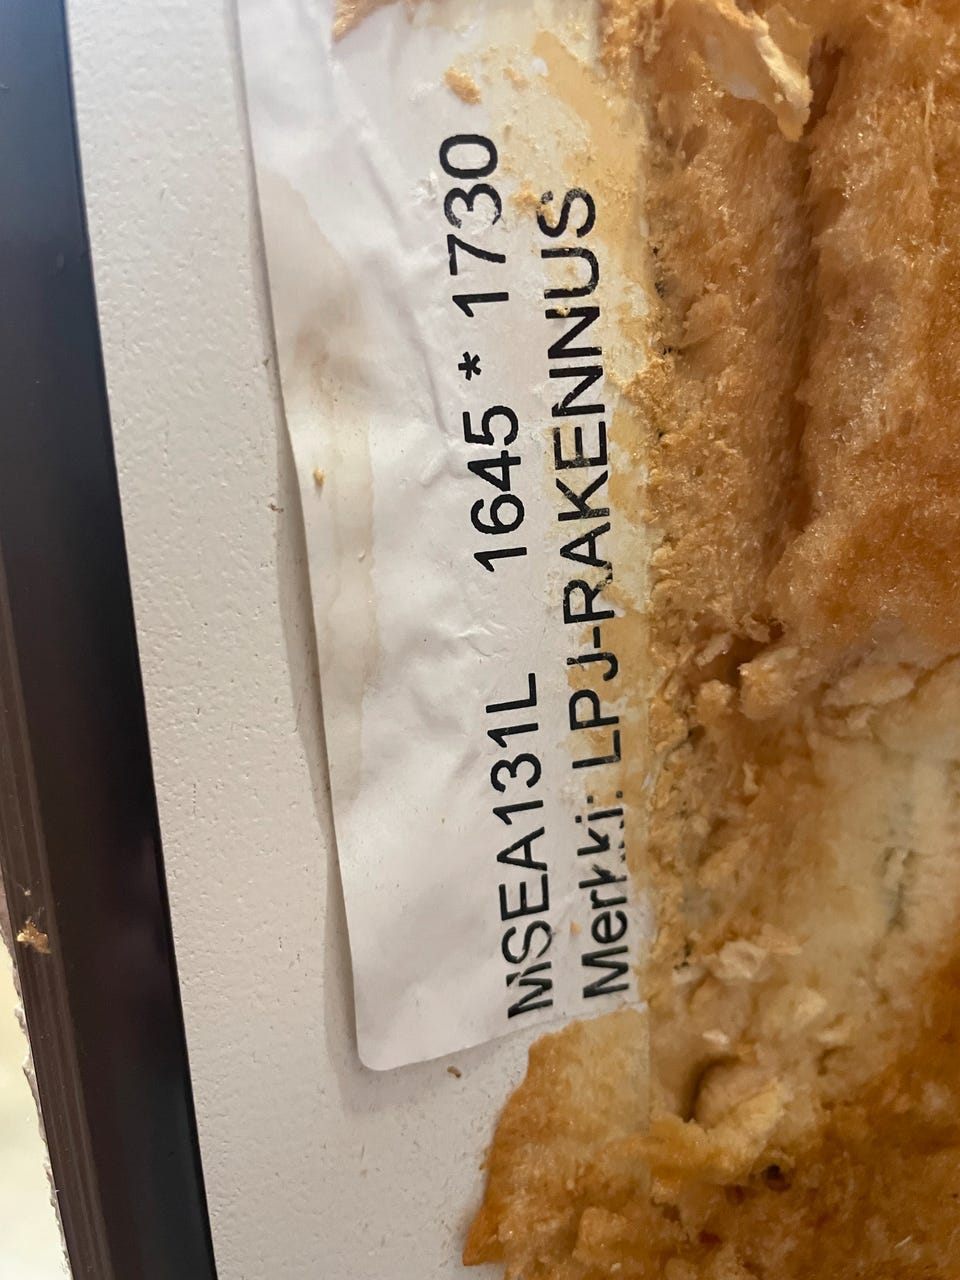 MSEA131L 1645 * 1730
Merkki: LPJ-RAKENNUS